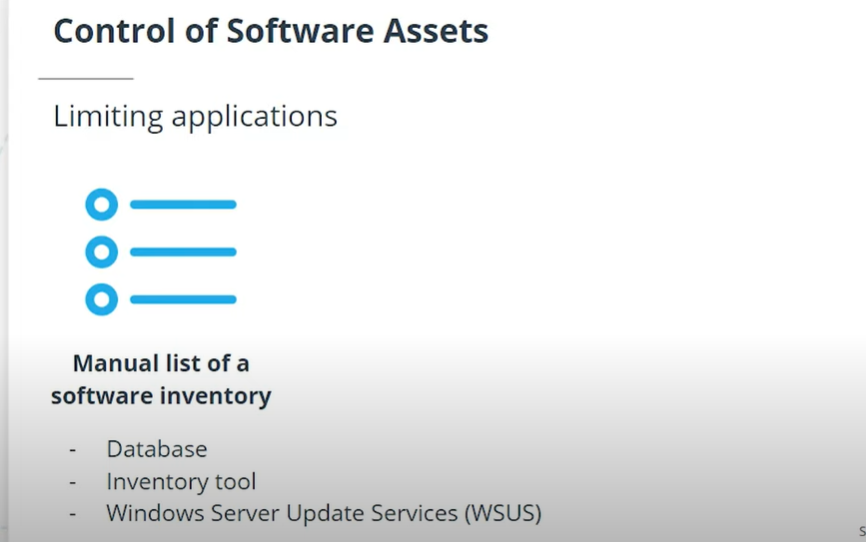 Control of Software Assets
Limiting applications
Manual list of a
software inventory
- Database
- Inventory tool
- Windows Server Update Services (WSUS)